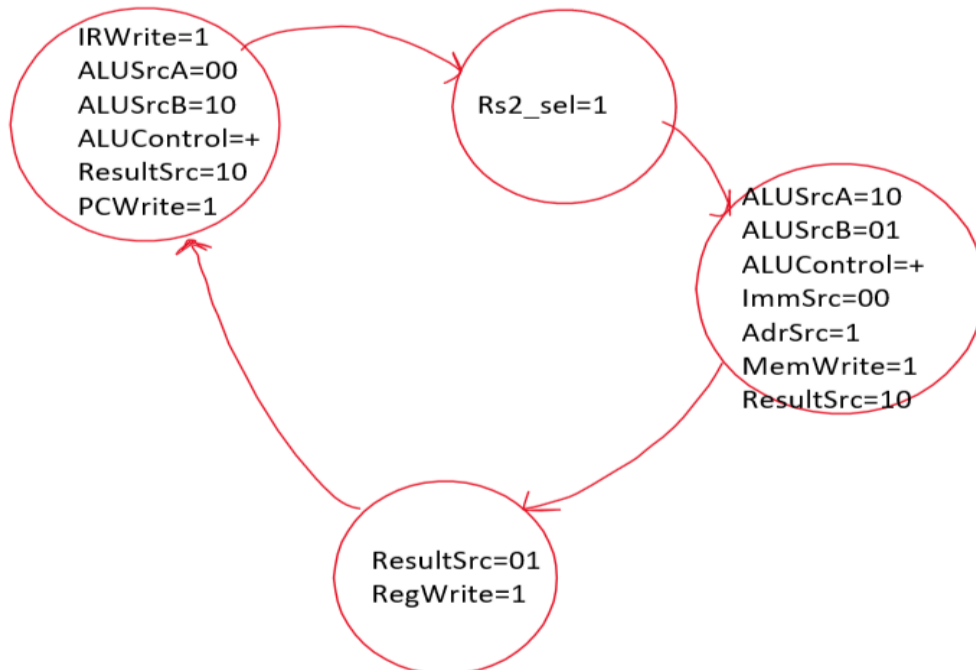 IRWrite=1
ALUSrcA=00
ALUSrcB=10
ALUControl=+
ResultSrc=10
PCWrite=1
Rs2_sel=1
ALUSrcA=10
ALUSrcB=01
ALUControl=+
ImmSrc=00
AdrSrc=1
MemWrite=1
ResultSrc=10
ResultSrc=01
RegWrite=1